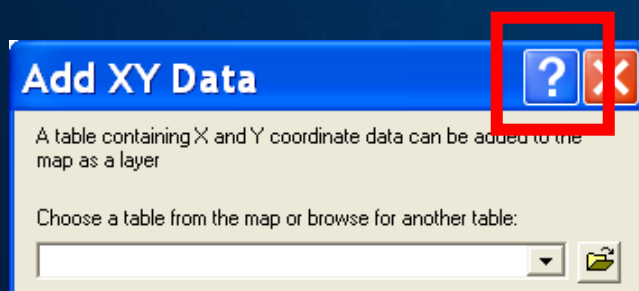 Add XY Data ?
A table containing X and Y coordinate data can be added to the
map as a layer
Choose a table from the map or browse for another table: